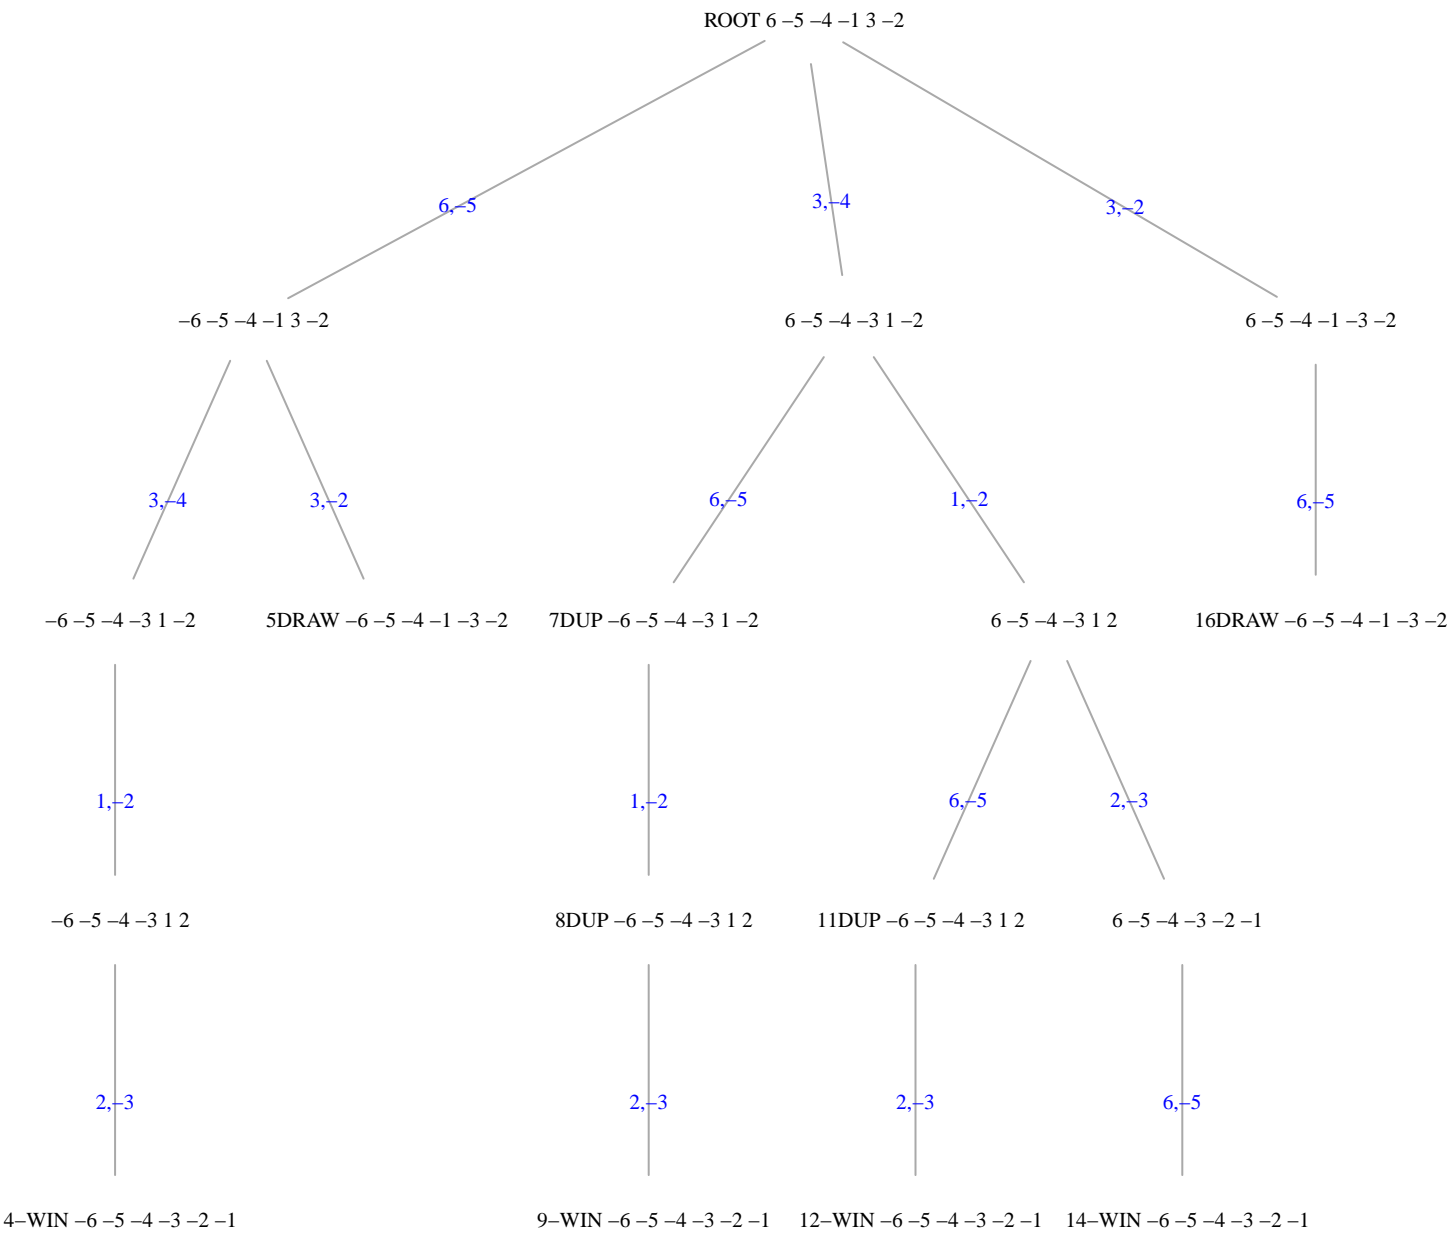 ROOT 6 –5 –4 –1 3 –2
6,–5
3,–4
3,–2
–6 –5 –4 –1 3 –2
6 –5 –4 –3 1 –2
6 –5 –4 –1 –3 –2
3,–4
3,–2
6,–5
1,–2
6,–5
–6 –5 –4 –3 1 –2
5DRAW –6 –5 –4 –1 –3 –2
7DUP –6 –5 –4 –3 1 –2
6 –5 –4 –3 1 2
16DRAW –6 –5 –4 –1 –3 –2
1,–2
1,–2
6,–5
2,–3
–6 –5 –4 –3 1 2
8DUP –6 –5 –4 –3 1 2
11DUP –6 –5 –4 –3 1 2
6 –5 –4 –3 –2 –1
2,–3
2,–3
2,–3
6,–5
4–WIN –6 –5 –4 –3 –2 –1
9–WIN –6 –5 –4 –3 –2 –1
12–WIN –6 –5 –4 –3 –2 –1
14–WIN –6 –5 –4 –3 –2 –1